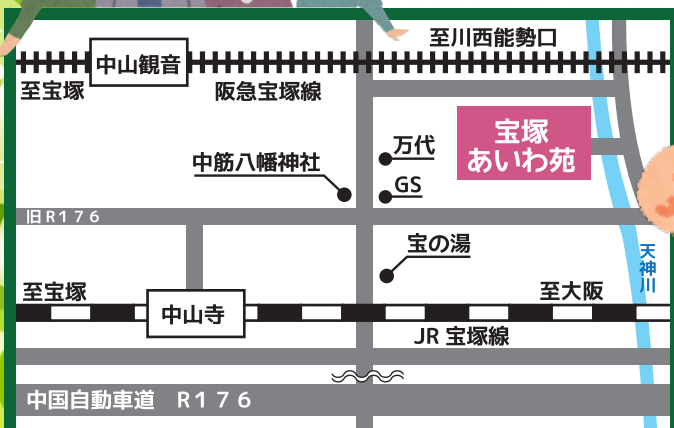 至川西能勢口
中山観音
至宝塚
阪急宝塚線
宝塚
あいわ苑
万代
中筋八幡神社
GS
旧R176
宝の湯
天神川
至宝塚
至大阪
中山寺
JR 宝塚線
中国自動車道 R176